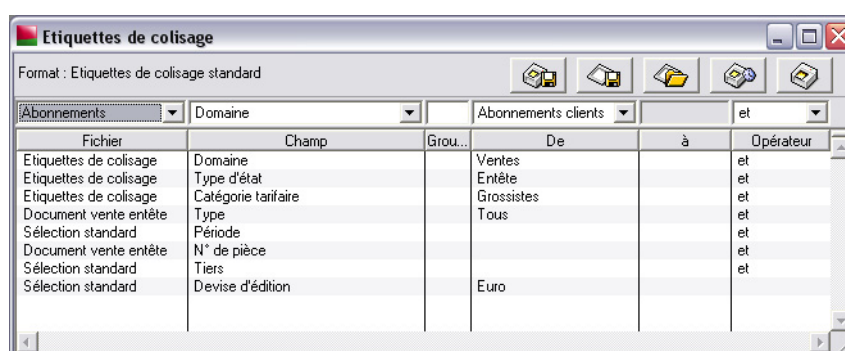 Etiquettes de colisage
Format : Etiquettes de colisage standard
Abonnements Domaine Abonnements clients et
Fichier Champ Grou... De à Opérateur
Etiquettes de colisage Domaine Ventes et
Etiquettes de colisage Type d'état Entête et
Etiquettes de colisage Catégorie tarifaire Grossistes et
Document vente entête Type Tous et
Sélection standard Période et
Document vente entête N° de pièce et
Sélection standard Tiers et
Sélection standard Devise d'édition Euro